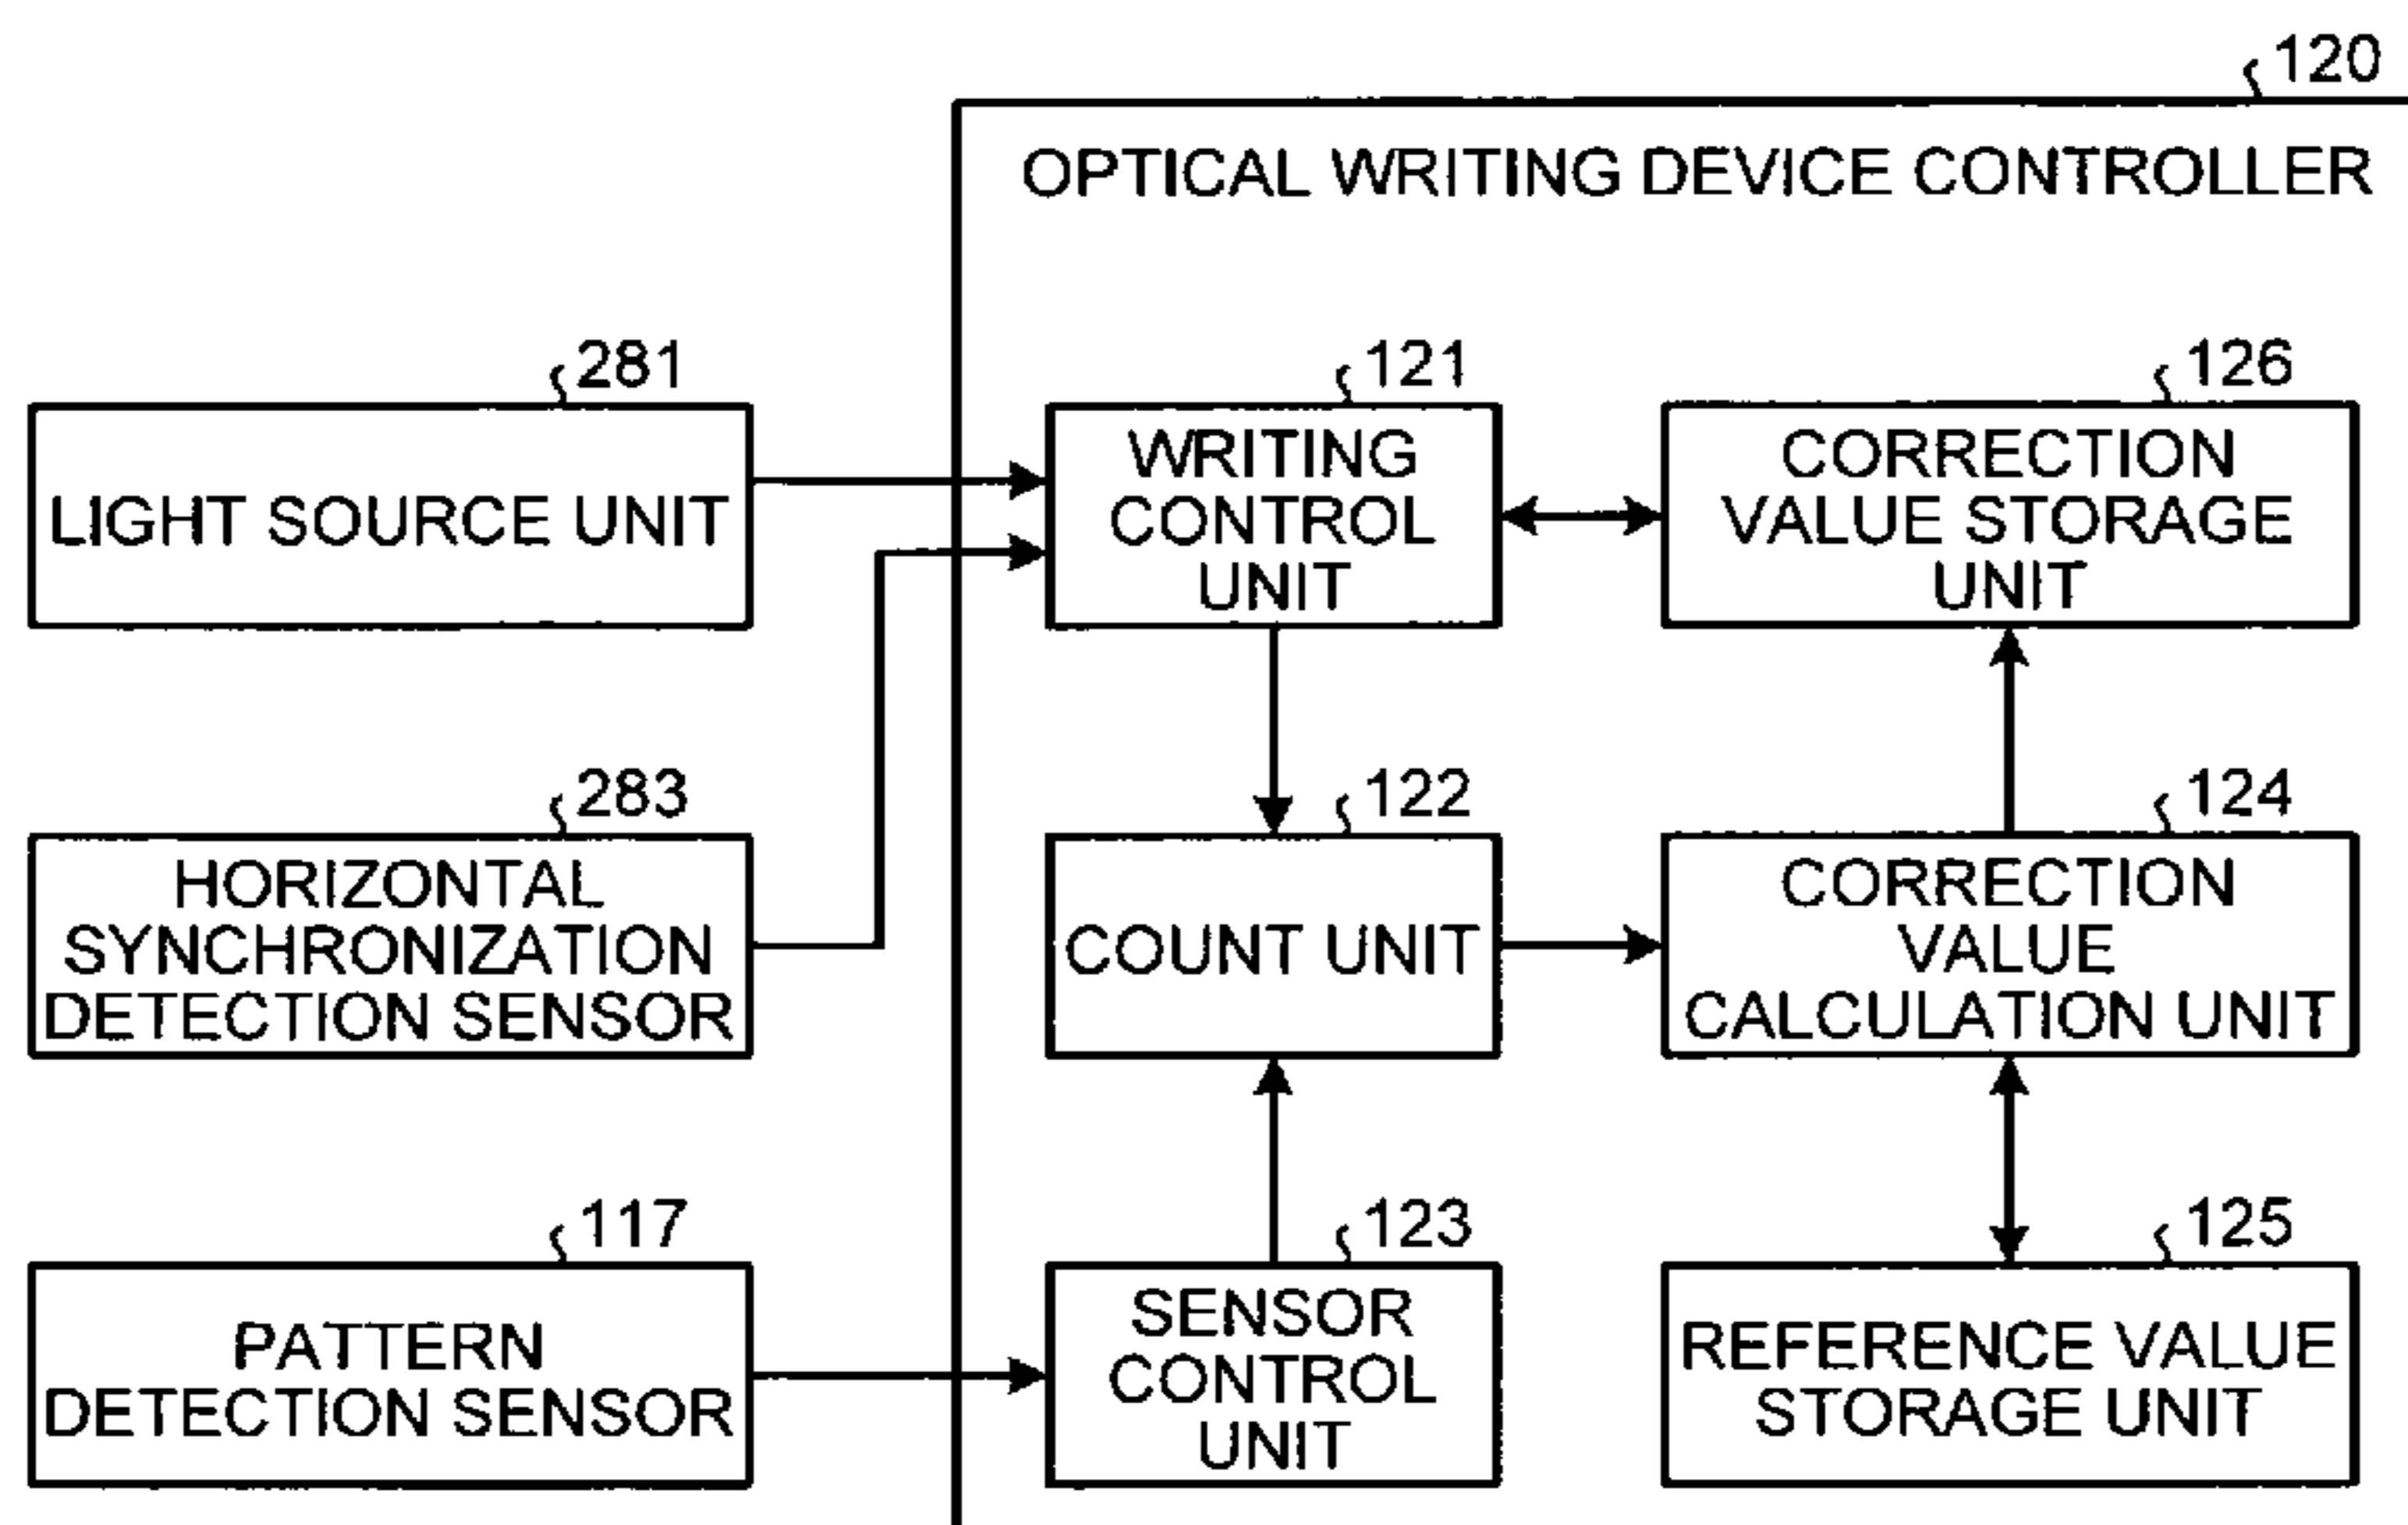 120
OPTICAL WRITING DEVICE CONTROLLER
281
LIGHT SOURCE UNIT
121
WRITING
CONTROL
UNIT
126
CORRECTION
VALUE STORAGE
UNIT
283
HORIZONTAL
SYNCHRONIZATION
DETECTION SENSOR
122
COUNT UNIT
124
CORRECTION
VALUE
CALCULATION UNIT
117
PATTERN
DETECTION SENSOR
123
SENSOR
CONTROL
UNIT
125
REFERENCE VALUE
STORAGE UNIT